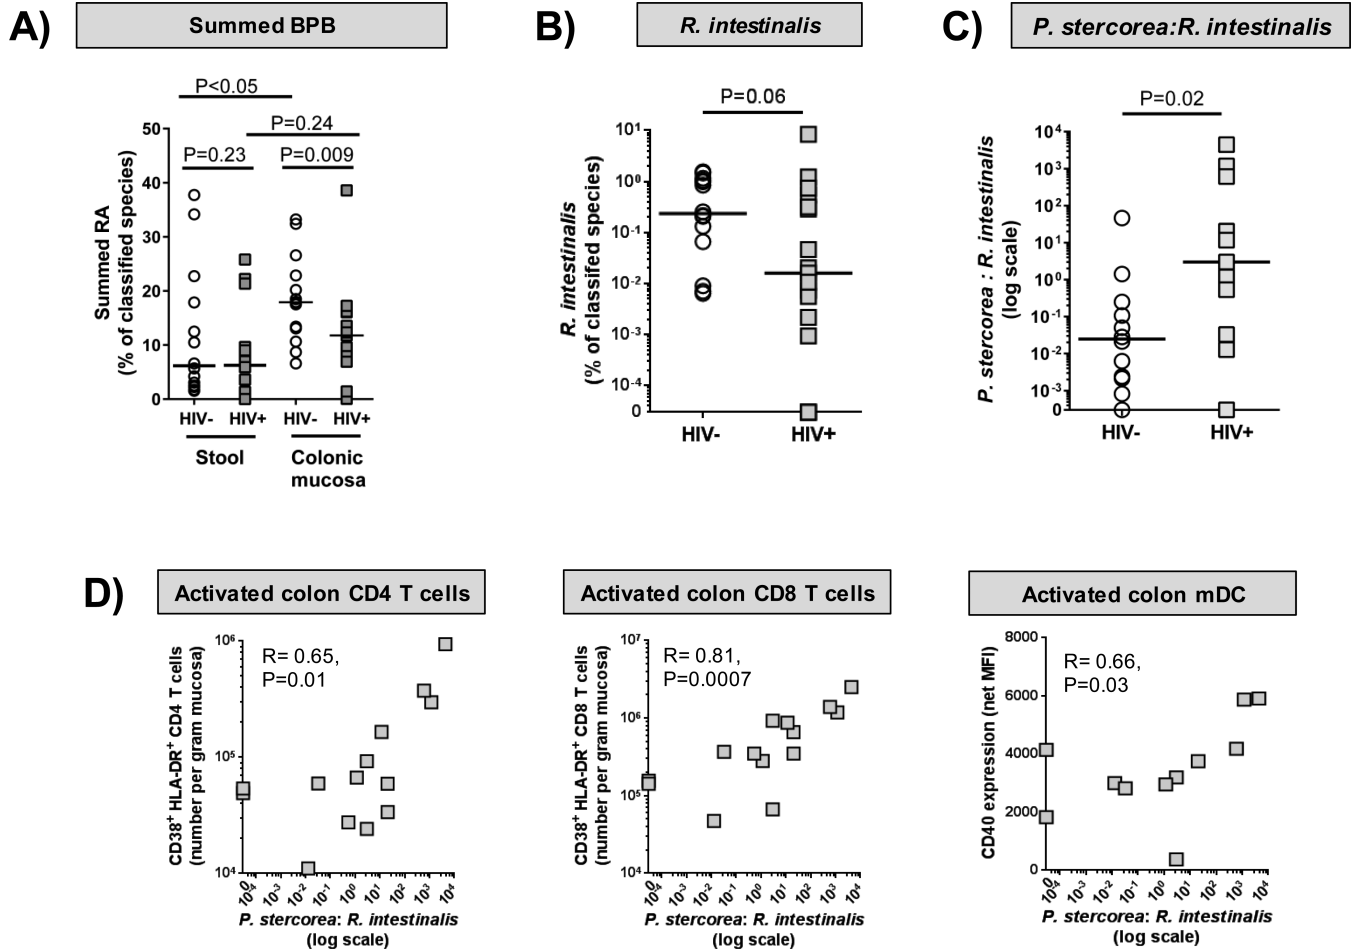 A)
Summed BPB
P<0.05
P=0.24
P=0.23
P=0.009
Summed RA
(% of classified species)
50
40
30
20
10
0
HIV-
HIV+
HIV-
HIV+
Stool
Colonic
mucosa
B)
R. intestinalis
P=0.06
R. intestinalis
(% of classifed species)
10¹
10⁰
10⁻¹
10⁻²
10⁻³
10⁻⁴
0
HIV-
HIV+
C)
P. stercorea:R. intestinalis
P=0.02
P. stercorea : R. intestinalis
(log scale)
10⁴
10³
10²
10¹
10⁰
10⁻¹
10⁻²
10⁻³
0
HIV-
HIV+
D)
Activated colon CD4 T cells
R= 0.65,
P=0.01
CD38⁺ HLA-DR⁺ CD4 T cells
(number per gram mucosa)
10⁶
10⁵
10⁴
0
10⁻⁴
10⁻³
10⁻²
10⁻¹
10⁰
10¹
10²
10³
10⁴
P. stercorea: R. intestinalis
(log scale)
Activated colon CD8 T cells
R= 0.81,
P=0.0007
CD38⁺ HLA-DR⁺ CD8 T cells
(number per gram mucosa)
10⁷
10⁶
10⁵
10⁴
0
10⁻⁴
10⁻³
10⁻²
10⁻¹
10⁰
10¹
10²
10³
10⁴
P. stercorea: R. intestinalis
(log scale)
Activated colon mDC
R= 0.66,
P=0.03
CD40 expression (net MFI)
8000
6000
4000
2000
0
0
10⁻⁴
10⁻³
10⁻²
10⁻¹
10⁰
10¹
10²
10³
10⁴
P. stercorea: R. intestinalis
(log scale)